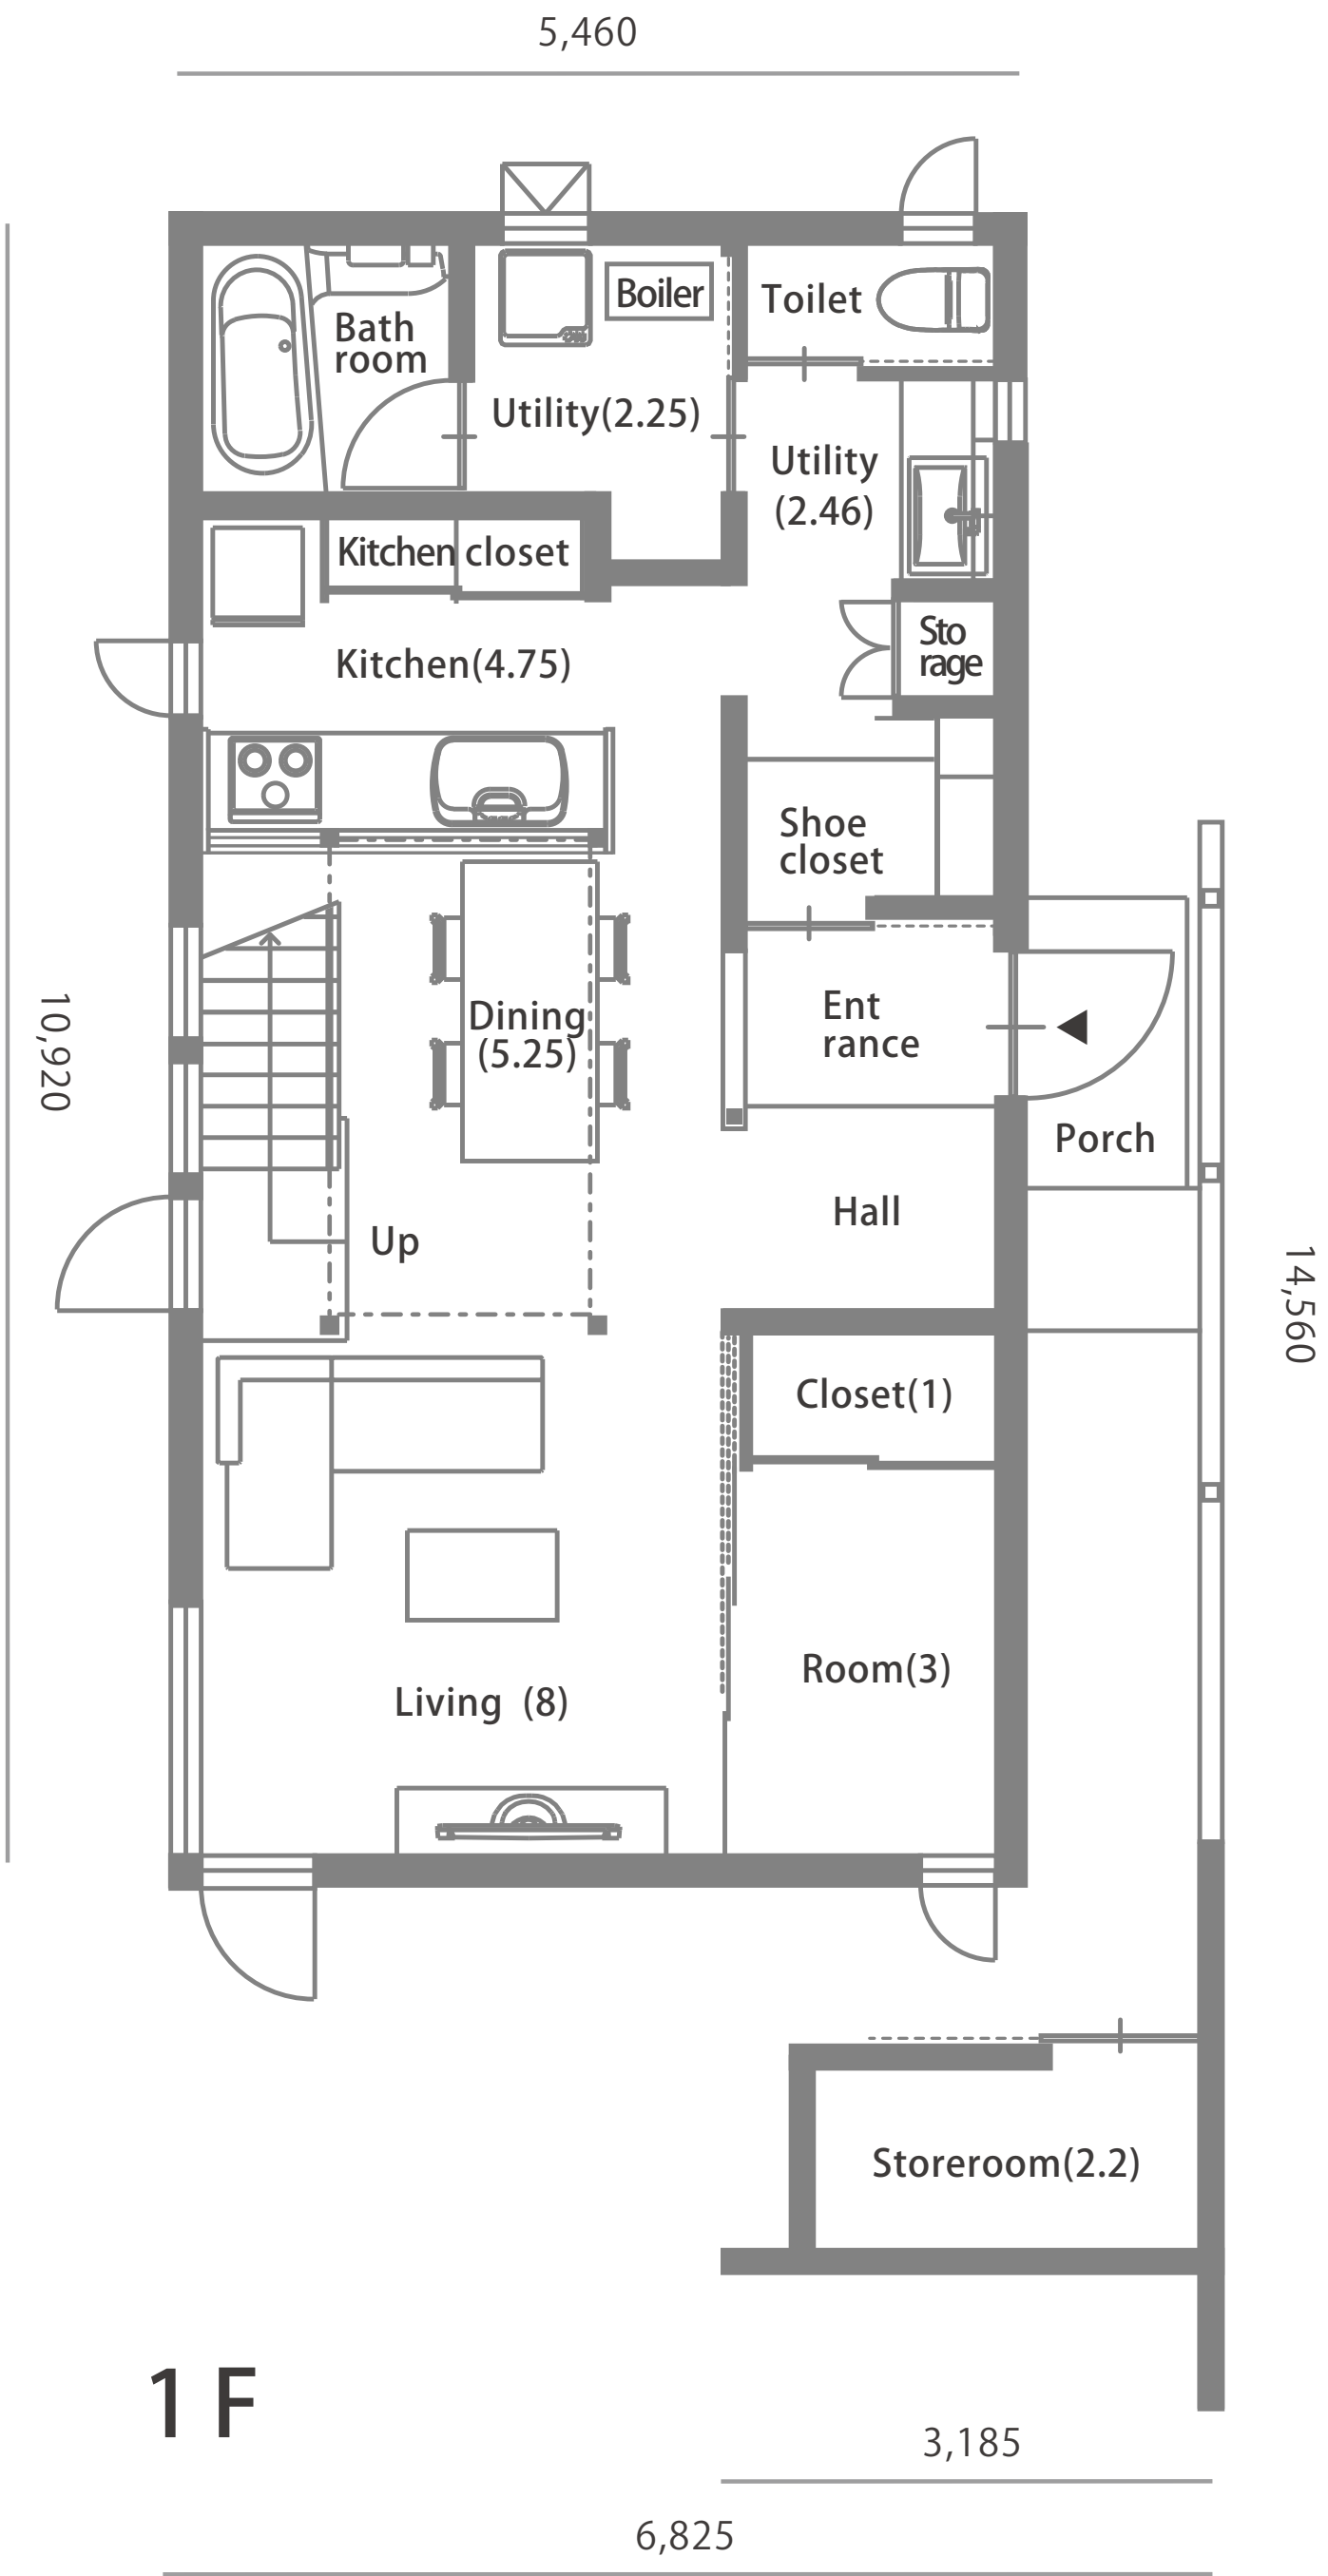 5,460
Boiler
Toilet
Bath
room
Utility(2.25)
Utility
(2.46)
Kitchen closet
Sto
rage
Kitchen(4.75)
Shoe
closet
10,920
Dining
(5.25)
Ent
rance
Porch
Hall
Up
14,560
Closet(1)
Room(3)
Living (8)
Storeroom(2.2)
1F
3,185
6,825